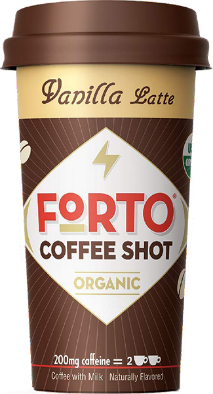 Vanilla Latte
FORTO®
COFFEE SHOT
ORGANIC
200mg caffeine = 2
Coffee with Milk Naturally Flavored